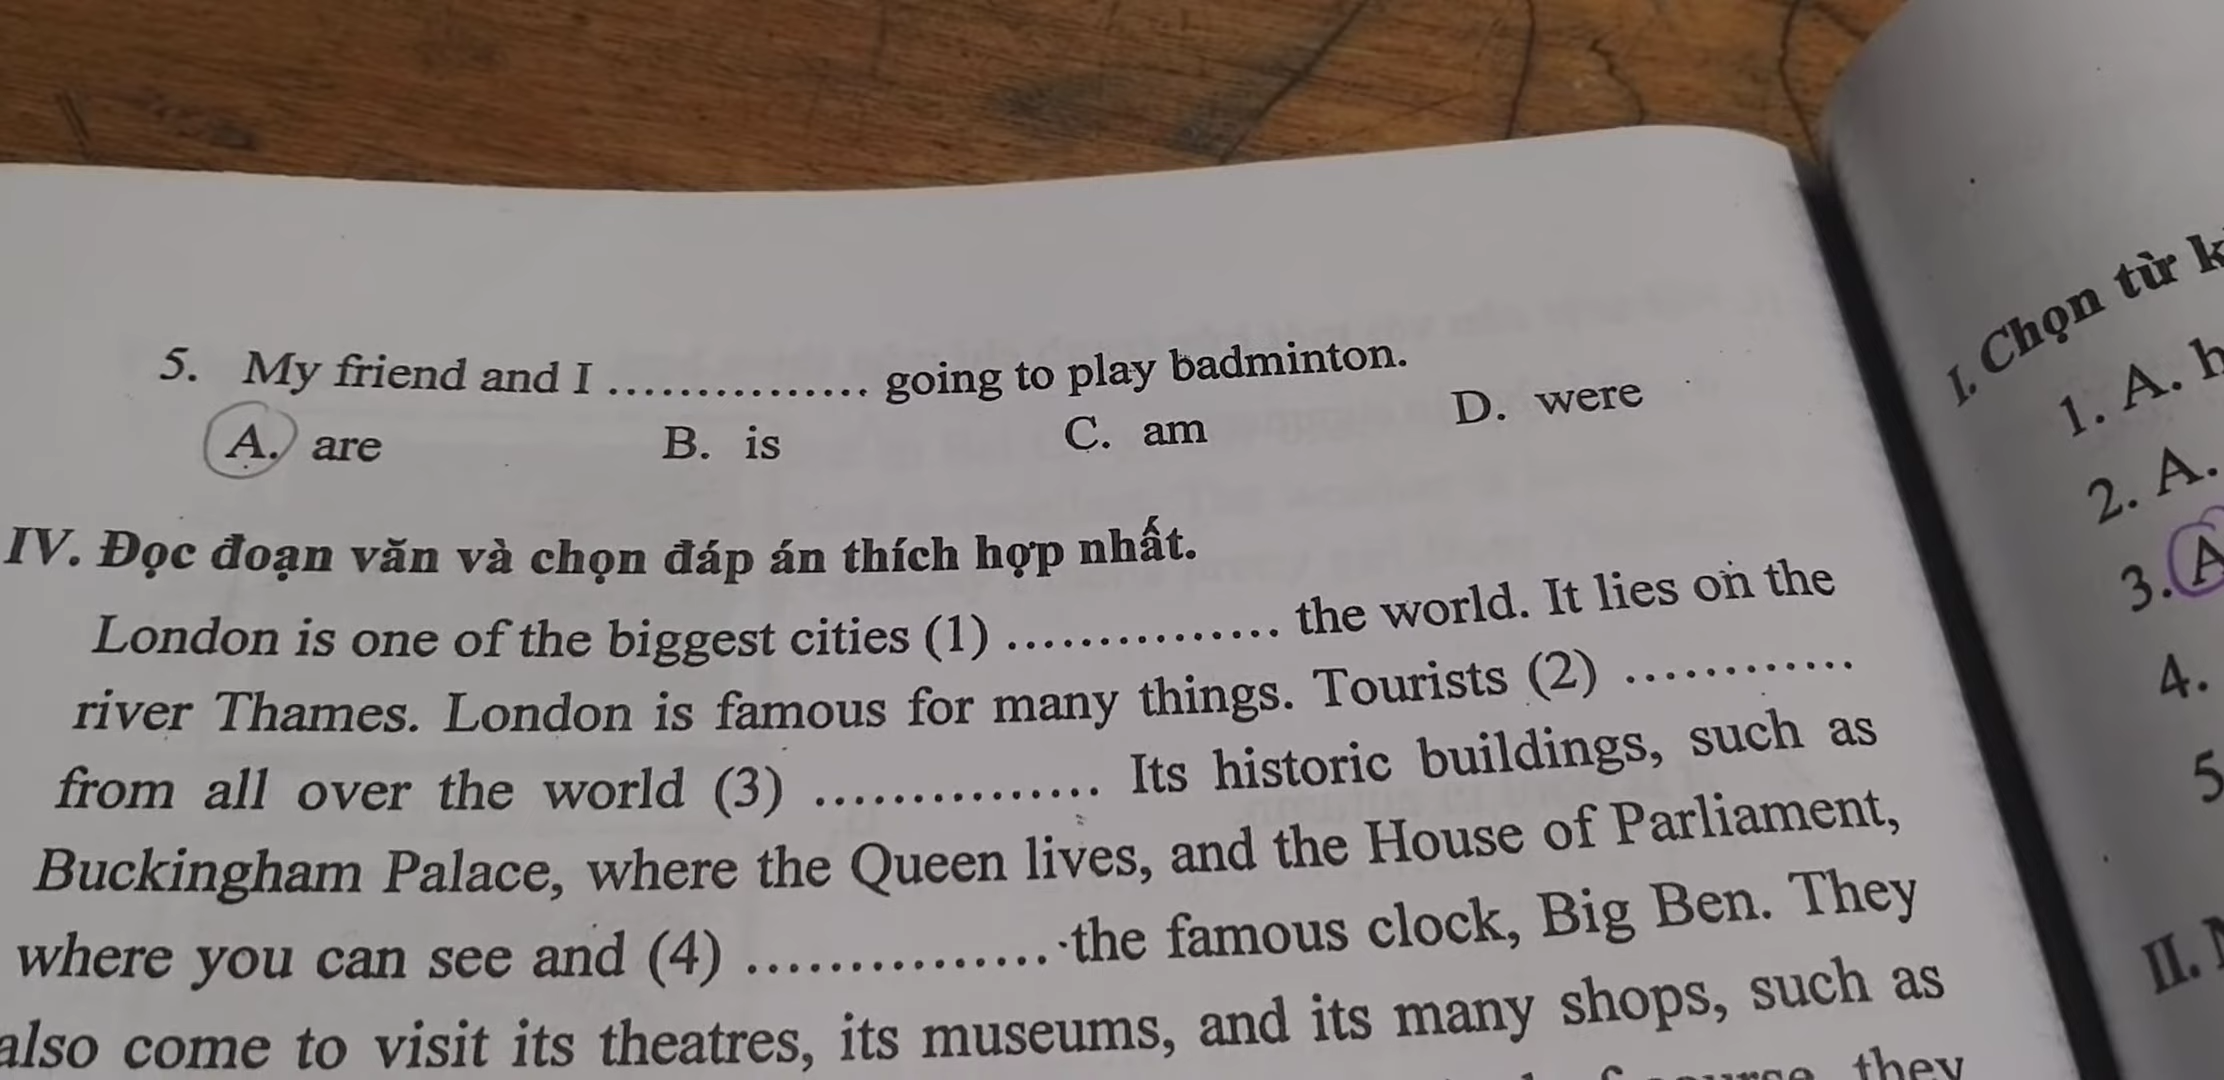 5. My friend and I ............... going to play badminton.
A. are B. is C. am D. were
IV. Đọc đoạn văn và chọn đáp án thích hợp nhất.
London is one of the biggest cities (1) ............... the world. It lies on the
river Thames. London is famous for many things. Tourists (2) ............
from all over the world (3) ............... Its historic buildings, such as
Buckingham Palace, where the Queen lives, and the House of Parliament,
where you can see and (4) ............... the famous clock, Big Ben. They
also come to visit its theatres, its museums, and its many shops, such as
they
I. Chọn từ
1. A.
2. A.
3. A
4.
5
II.